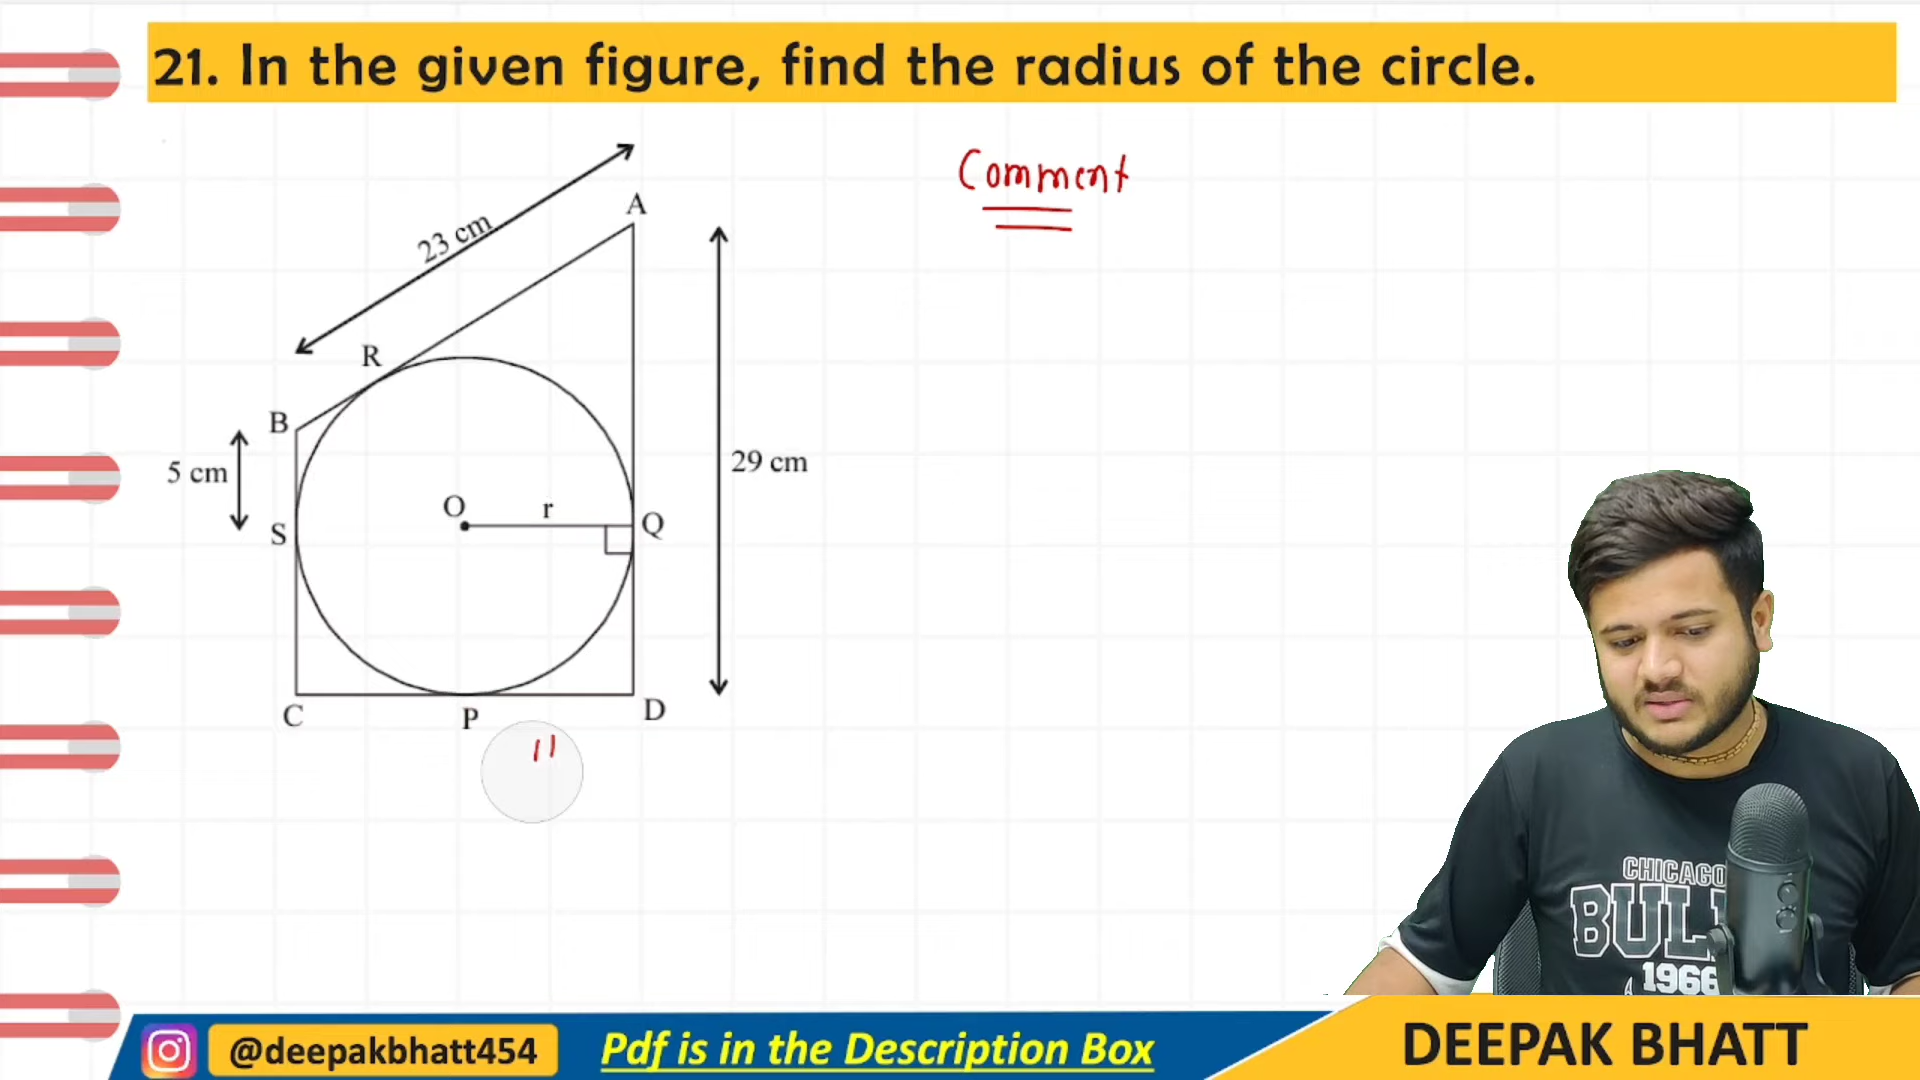 21. In the given figure, find the radius of the circle.
Comment
23 cm
A
R
B
5 cm
29 cm
O
r
S
Q
C
P
D
11
CHICAGO
BULL
1966
@deepakbhatt454
Pdf is in the Description Box
DEEPAK BHATT